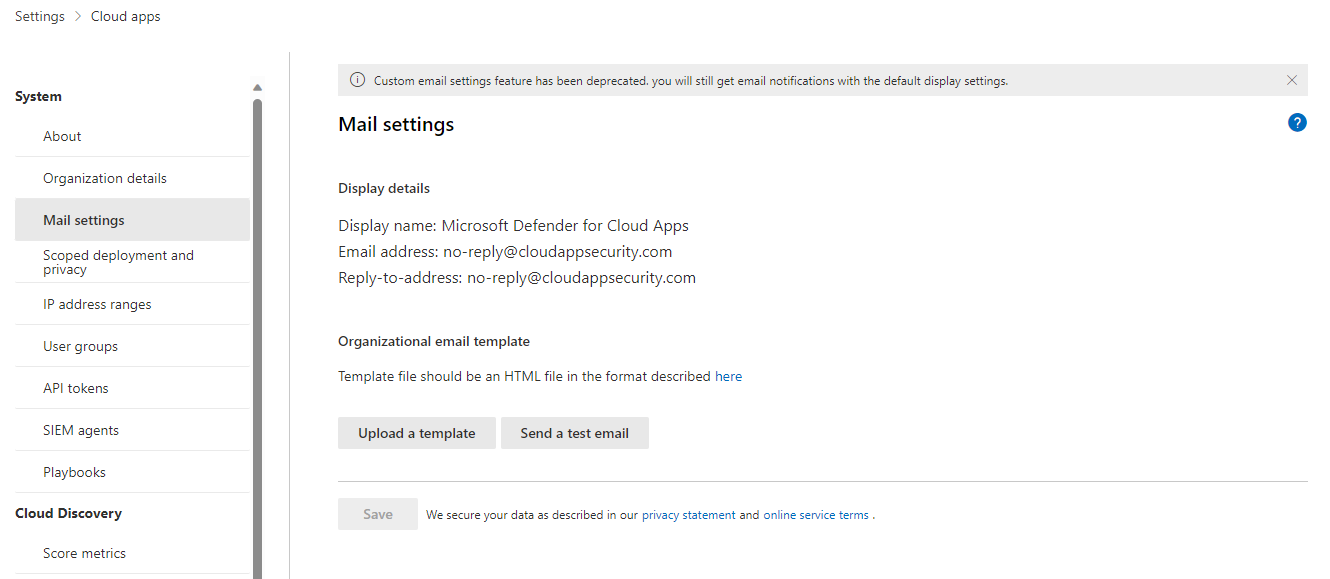 Settings > Cloud apps
System
About
Organization details
Mail settings
Scoped deployment and
privacy
IP address ranges
User groups
API tokens
SIEM agents
Playbooks
Cloud Discovery
Score metrics
Custom email settings feature has been deprecated. you will still get email notifications with the default display settings.
Mail settings
Display details
Display name: Microsoft Defender for Cloud Apps
Email address: no-reply@cloudappsecurity.com
Reply-to-address: no-reply@cloudappsecurity.com
Organizational email template
Template file should be an HTML file in the format described here
Upload a template
Send a test email
Save
We secure your data as described in our privacy statement and online service terms .